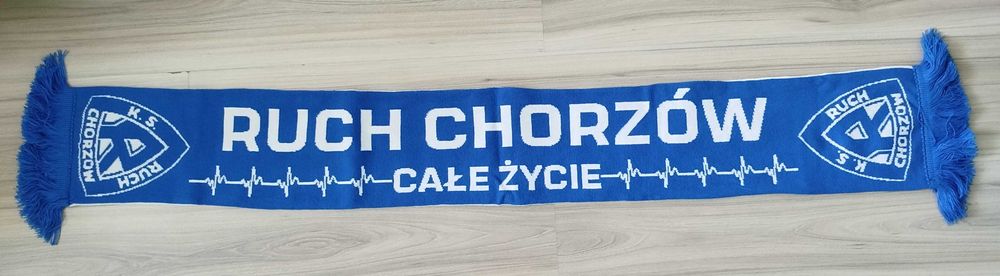 K.S.
RUCH
CHORZÓW
RUCH CHORZÓW
CAŁE ŻYCIE
RUCH
CHORZÓW
K.S.